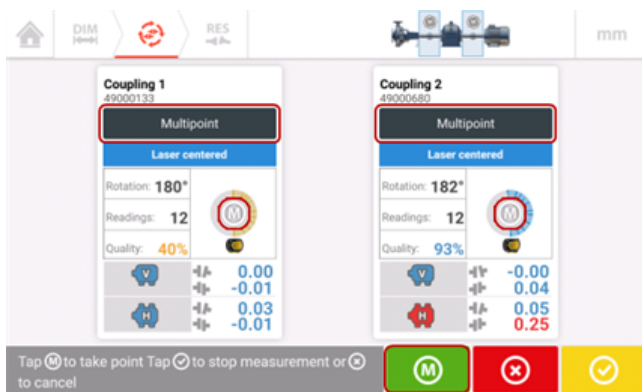 DIM
RES
mm
Coupling 1
49000133
Multipoint
Laser centered
Rotation: 180°
Readings: 12
M
Quality: 40%
V
0.00
-0.01
H
0.03
-0.01
Coupling 2
49000680
Multipoint
Laser centered
Rotation: 182°
Readings: 12
M
Quality: 93%
V
-0.00
0.04
H
0.05
0.25
Tap M to take point Tap to stop measurement or
to cancel
M